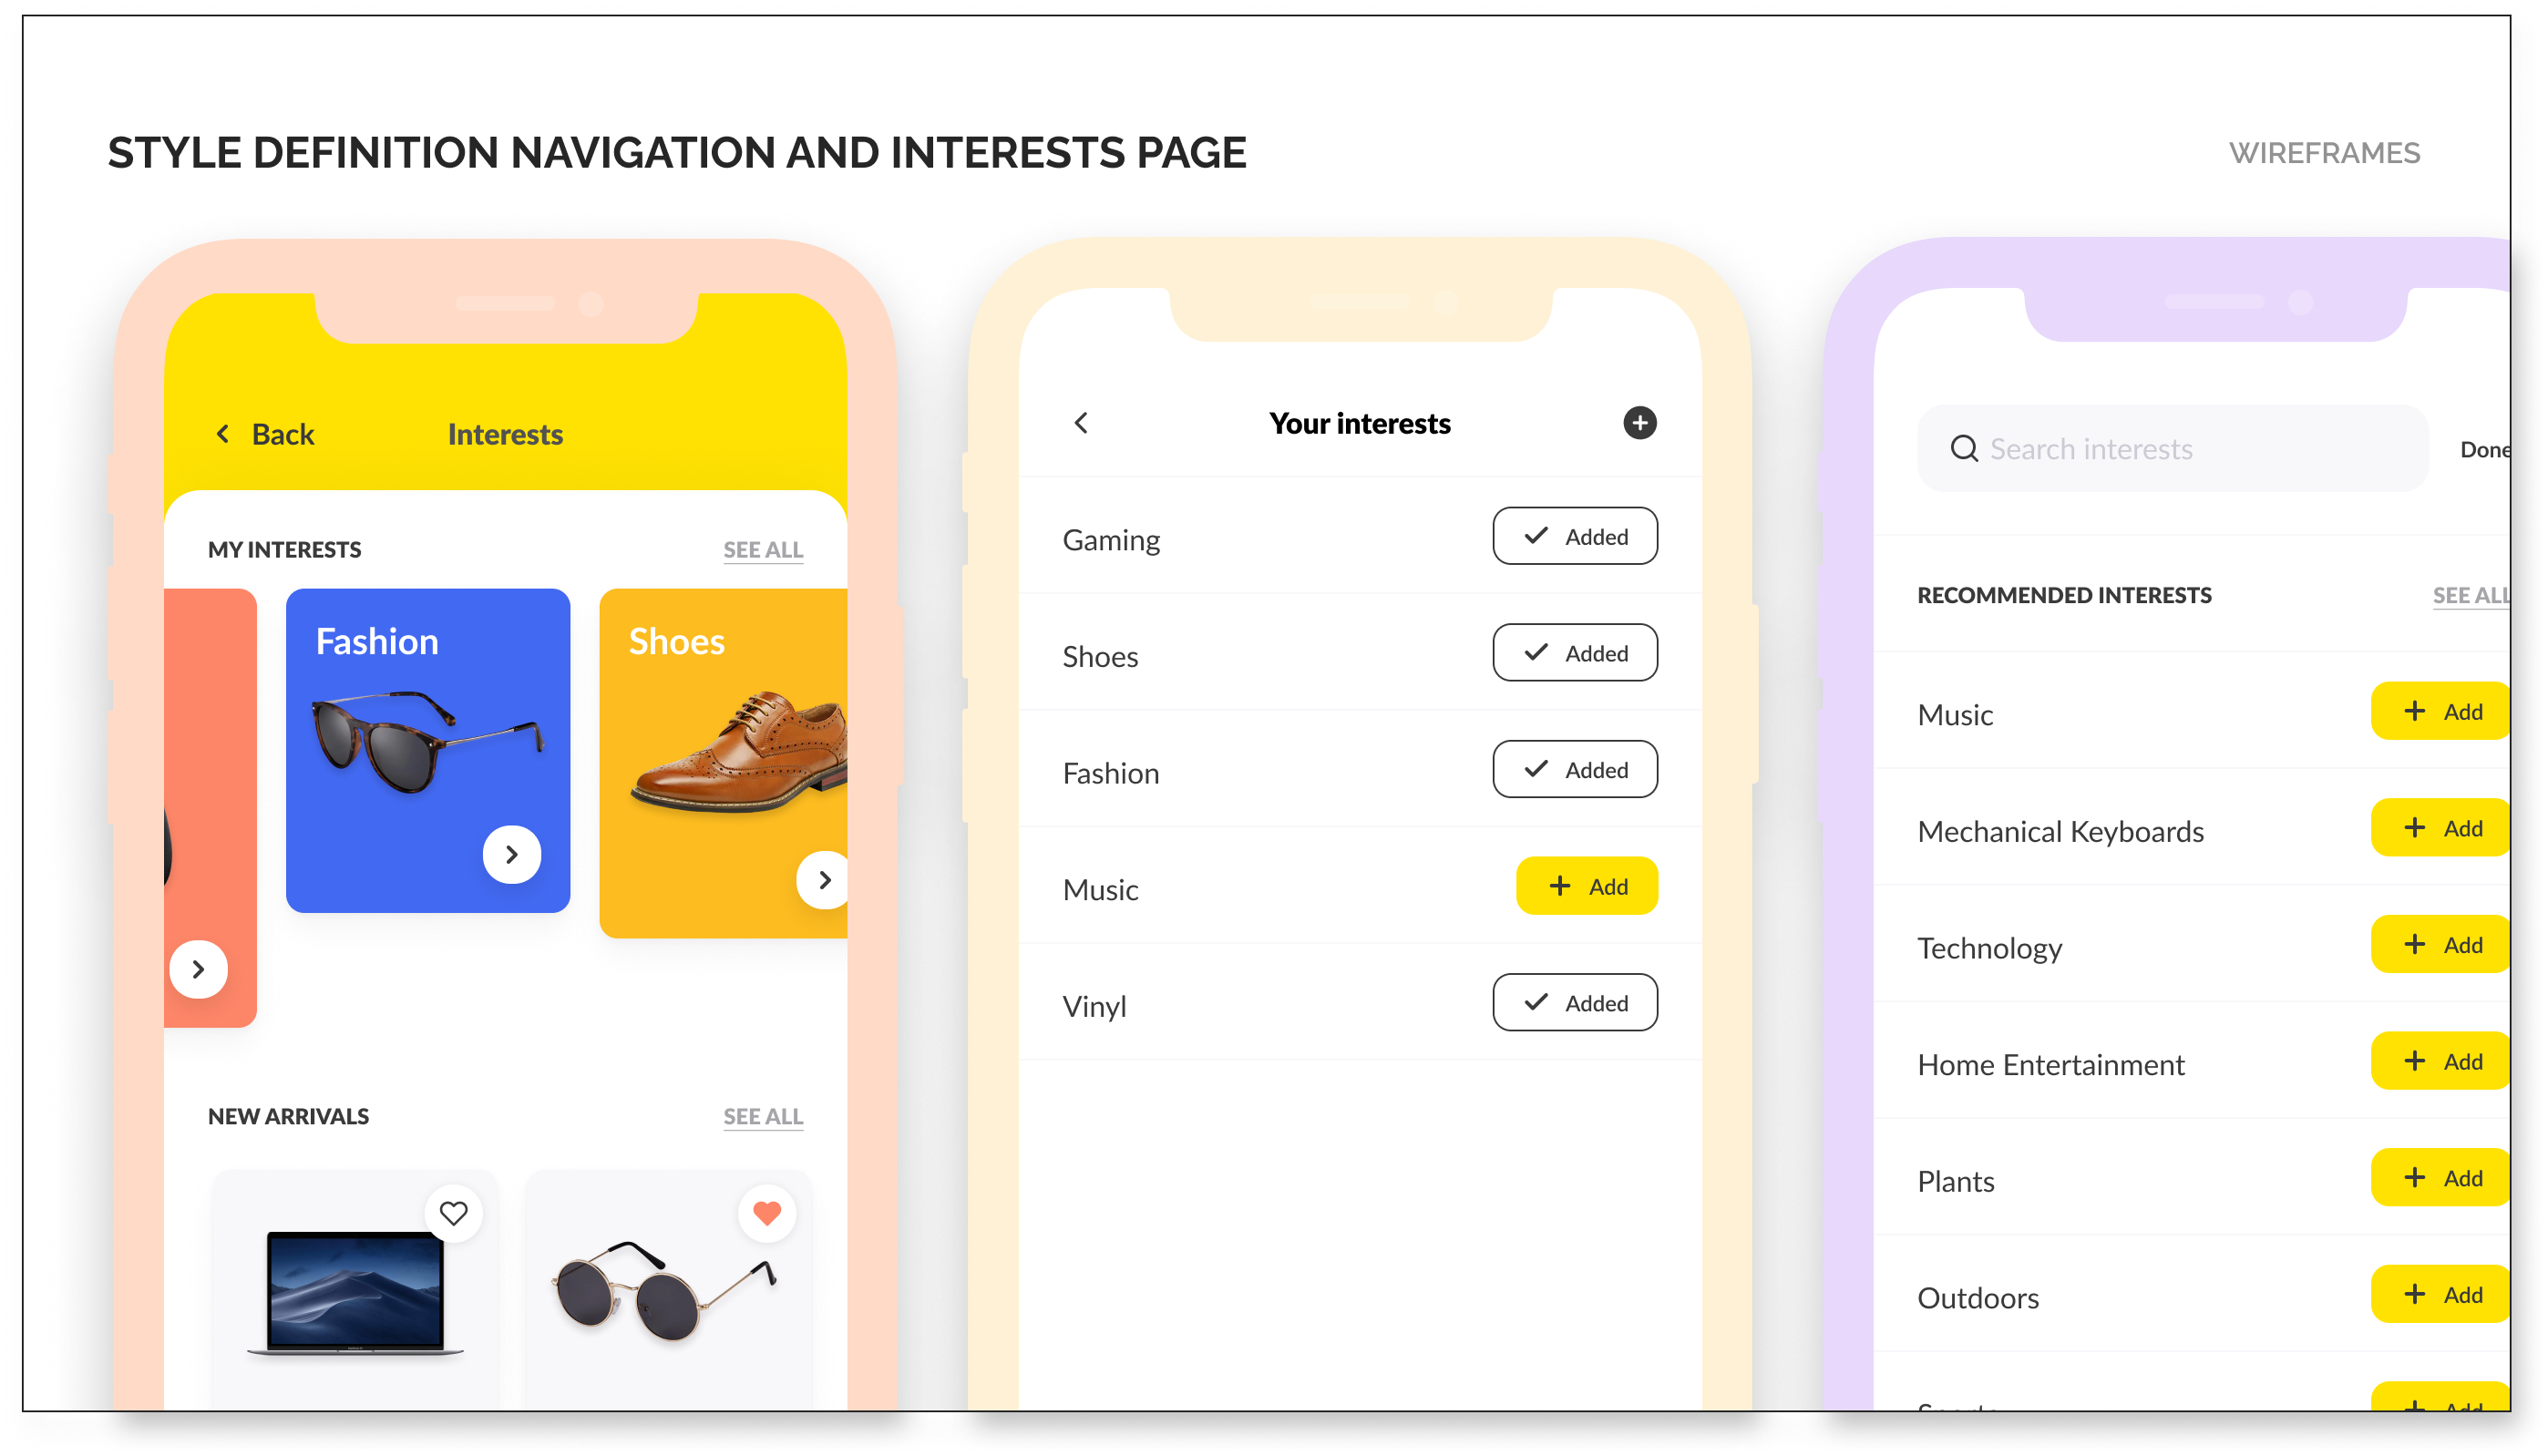 STYLE DEFINITION NAVIGATION AND INTERESTS PAGE
WIREFRAMES
Back
Interests
MY INTERESTS
SEE ALL
Fashion
Shoes
NEW ARRIVALS
SEE ALL
Your interests
Gaming
Added
Shoes
Added
Fashion
Added
Music
Add
Vinyl
Added
Search interests
Done
RECOMMENDED INTERESTS
SEE ALL
Music
Add
Mechanical Keyboards
Add
Technology
Add
Home Entertainment
Add
Plants
Add
Outdoors
Add
Add